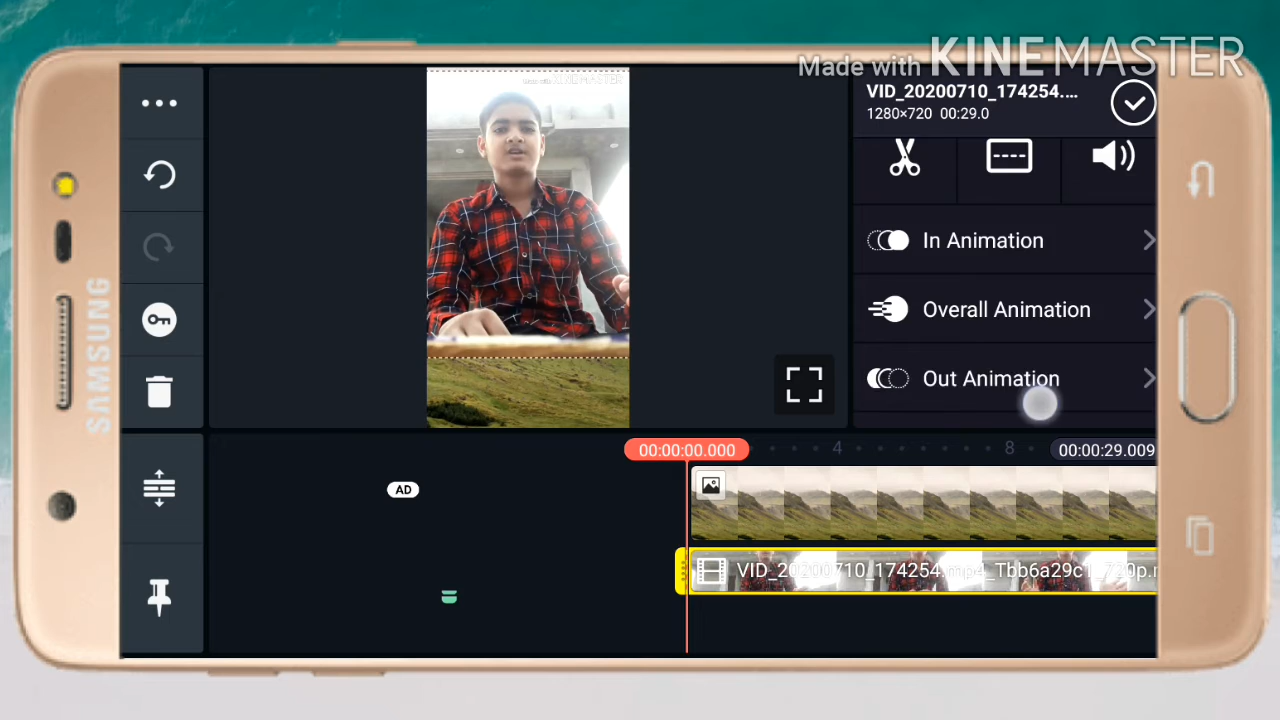 Made with KINEMASTER
VID_20200710_174254....
1280×720 00:29.0
In Animation
Overall Animation
Out Animation
SAMSUNG
00:00:00.000
4
8
00:00:29.009
AD
VID_20200710_174254.mp4_Tbb6a29c1_720p.m